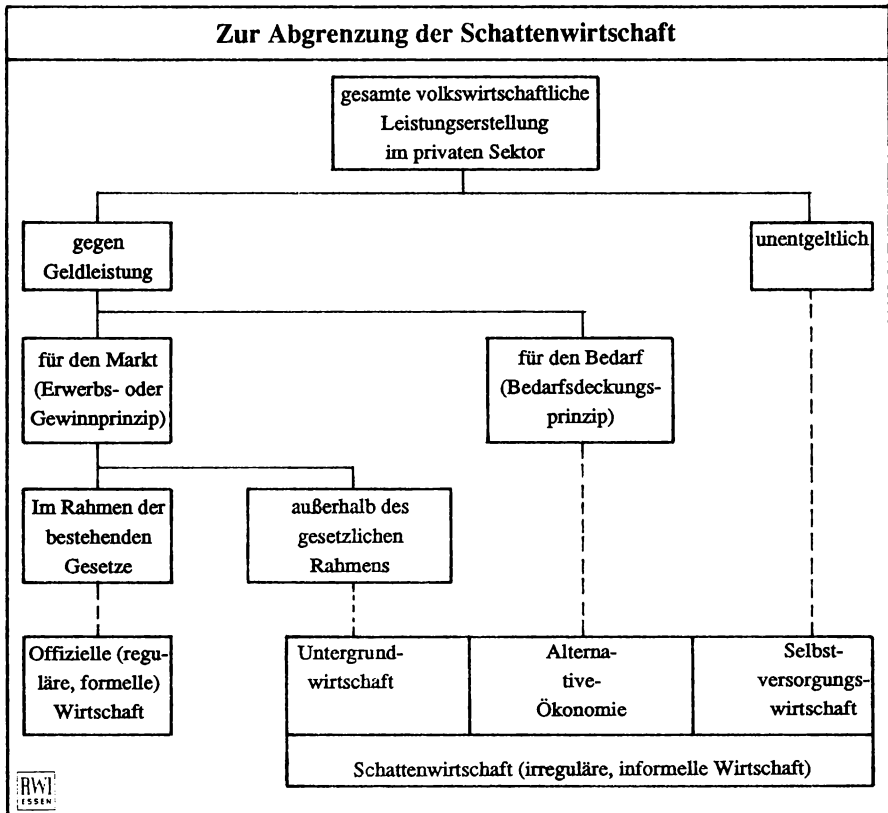 Zur Abgrenzung der Schattenwirtschaft
gesamte volkswirtschaftliche
Leistungserstellung
im privaten Sektor
gegen
Geldleistung
unentgeltlich
für den Markt
(Erwerbs- oder
Gewinnprinzip)
für den Bedarf
(Bedarfsdeckungs-
prinzip)
Im Rahmen der
bestehenden
Gesetze
außerhalb des
gesetzlichen
Rahmens
Offizielle (regu-
läre, formelle)
Wirtschaft
Untergrund-
wirtschaft
Alterna-
tive-
Ökonomie
Selbst-
versorgungs-
wirtschaft
Schattenwirtschaft (irreguläre, informelle Wirtschaft)
RWI
ESSEN